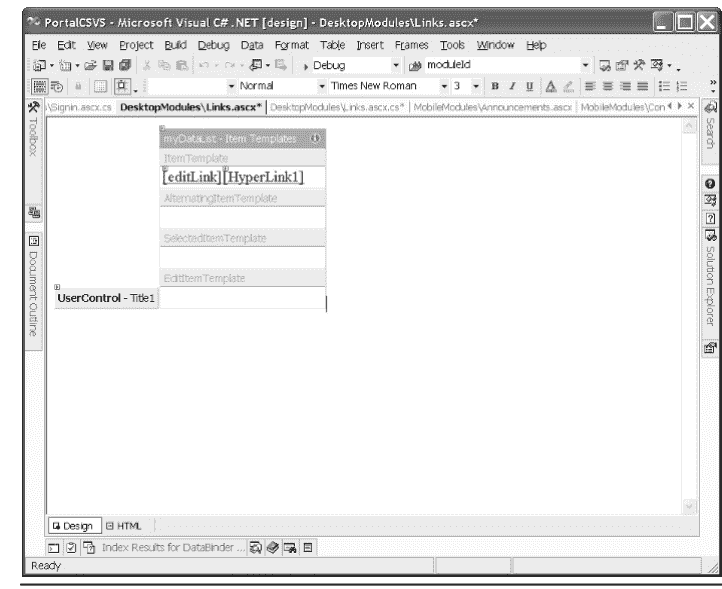 PortalCSVS - Microsoft Visual C# .NET [design] - DesktopModules\Links.ascx*
File Edit View Project Build Debug Data Format Table Insert Frames Tools Window Help
Debug moduleId
Normal Times New Roman 3 B I U A
\Signin.ascx.cs DesktopModules\Links.ascx* DesktopModules\Links.ascx.cs* MobileModules\Announcements.ascx MobileModules\Con
Toolbox
Document Outline
myDataList - Item Templates
ItemTemplate
[editLink][HyperLink1]
AlternatingItemTemplate
SelectedItemTemplate
EditItemTemplate
UserControl - Title1
Search
Solution Explorer
Design HTML
Index Results for DataBinder ...
Ready